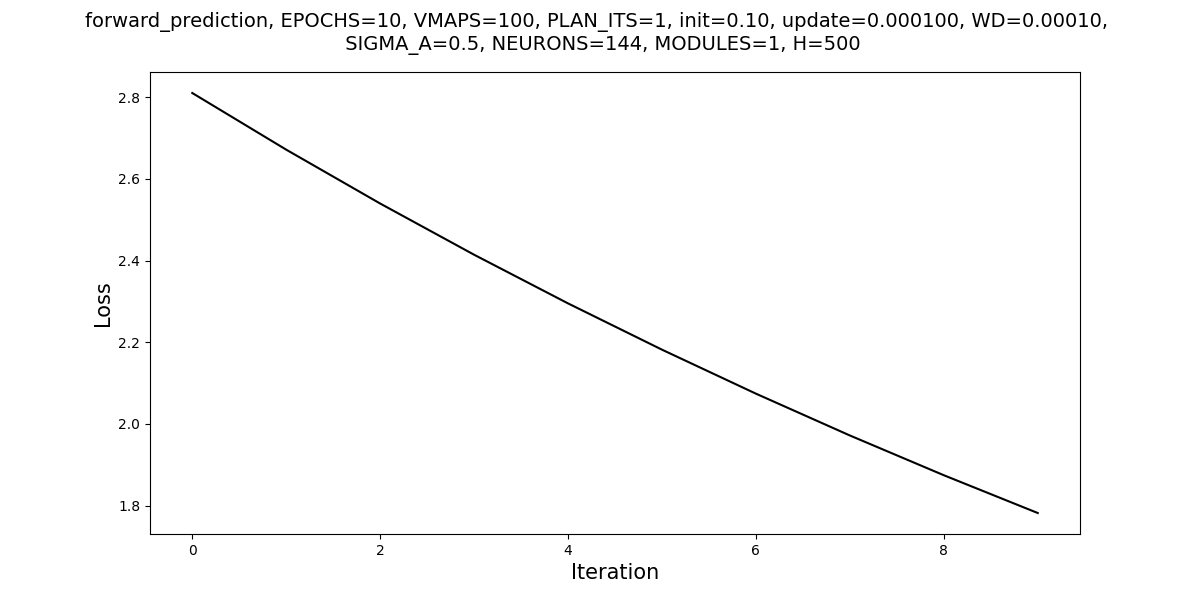 forward_prediction, EPOCHS=10, VMAPS=100, PLAN_ITS=1, init=0.10, update=0.000100, WD=0.00010,
SIGMA_A=0.5, NEURONS=144, MODULES=1, H=500
2.8
2.6
2.4
2.2
2.0
1.8
Loss
0 2 4 6 8
Iteration